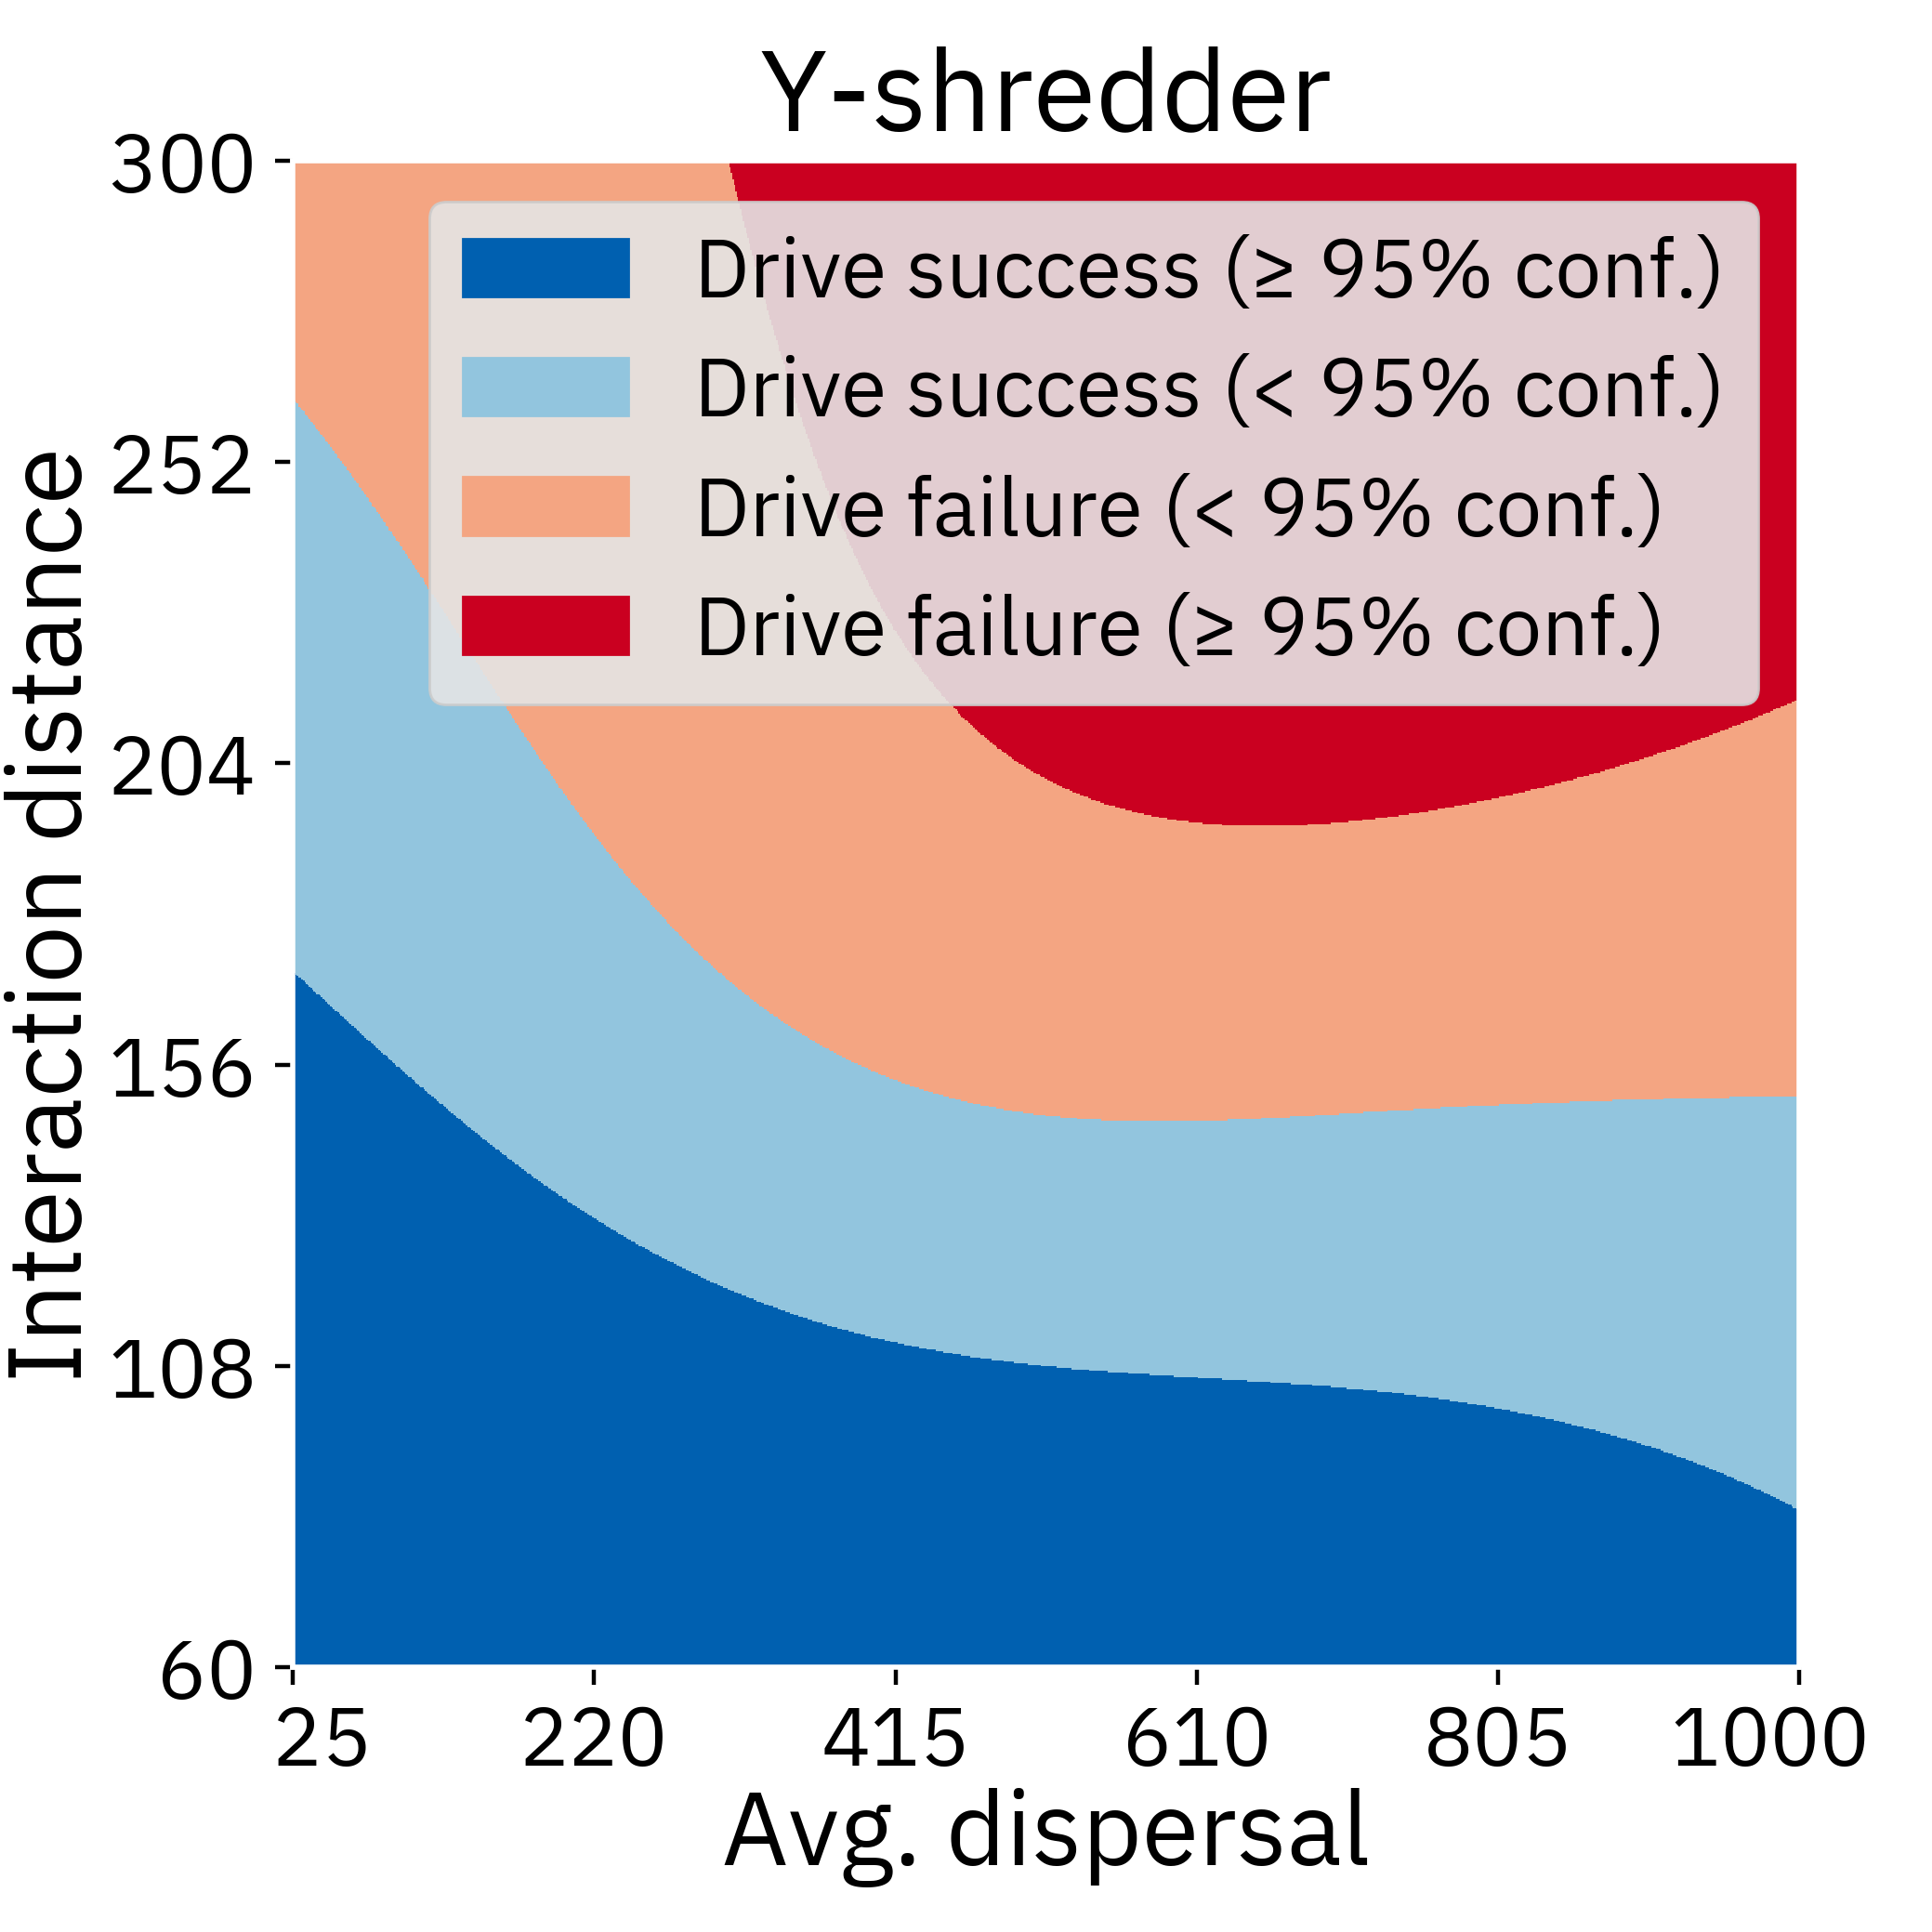 Y-shredder
300
252
204
156
108
60
Interaction distance
Drive success (≥ 95% conf.)
Drive success (< 95% conf.)
Drive failure (< 95% conf.)
Drive failure (≥ 95% conf.)
25 220 415 610 805 1000
Avg. dispersal